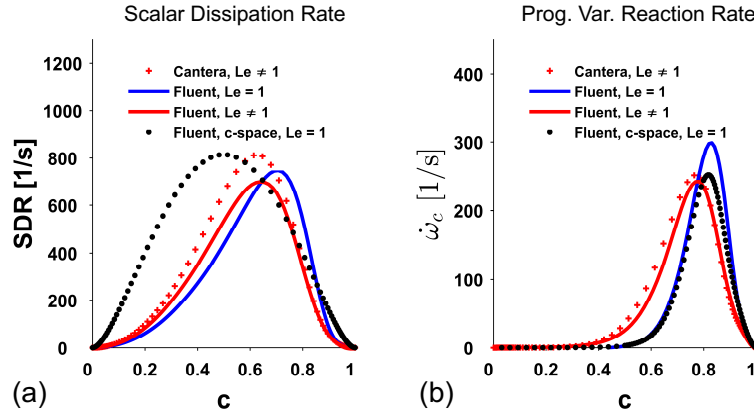 Scalar Dissipation Rate
1200
1000
800
600
400
200
0
SDR [1/s]
Cantera, Le ≠ 1
Fluent, Le = 1
Fluent, Le ≠ 1
Fluent, c-space, Le = 1
0 0.2 0.4 0.6 0.8 1
c
(a)
Prog. Var. Reaction Rate
400
300
200
100
0
ω̇_c [1/s]
Cantera, Le ≠ 1
Fluent, Le = 1
Fluent, Le ≠ 1
Fluent, c-space, Le = 1
0 0.2 0.4 0.6 0.8 1
c
(b)